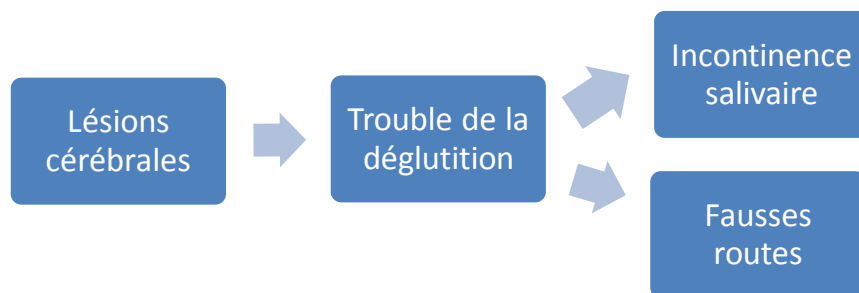 Lésions
cérébrales
Trouble de la
déglutition
Incontinence
salivaire
Fausses
routes